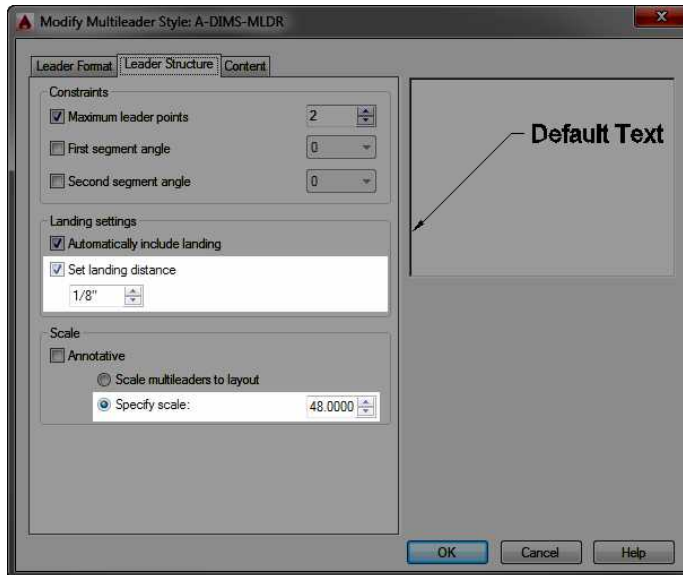 Modify Multileader Style: A-DIMS-MLDR
Leader Format Leader Structure Content
Constraints
Maximum leader points 2
First segment angle 0
Second segment angle 0
Default Text
Landing settings
Automatically include landing
Set landing distance
1/8"
Scale
Annotative
Scale multileaders to layout
Specify scale: 48.0000
OK Cancel Help